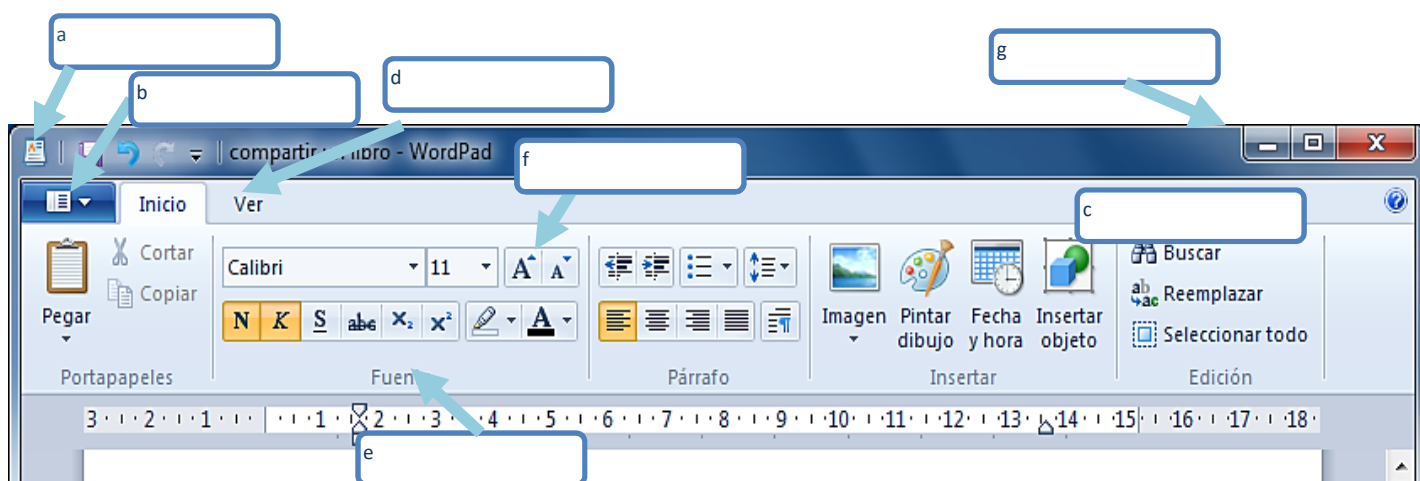 a
g
d
b
compartir libro - WordPad
f
Inicio Ver
c
Cortar
Calibri 11 A A
Buscar
Copiar
Reemplazar
Pegar
N K S abc X₂ X²  A
Imagen Pintar dibujo Fecha y hora Insertar objeto
Seleccionar todo
Portapapeles Párrafo Insertar Edición
3 2 1 1 2 3 4 5 6 7 8 9 10 11 12 13 14 15 16 17 18
e